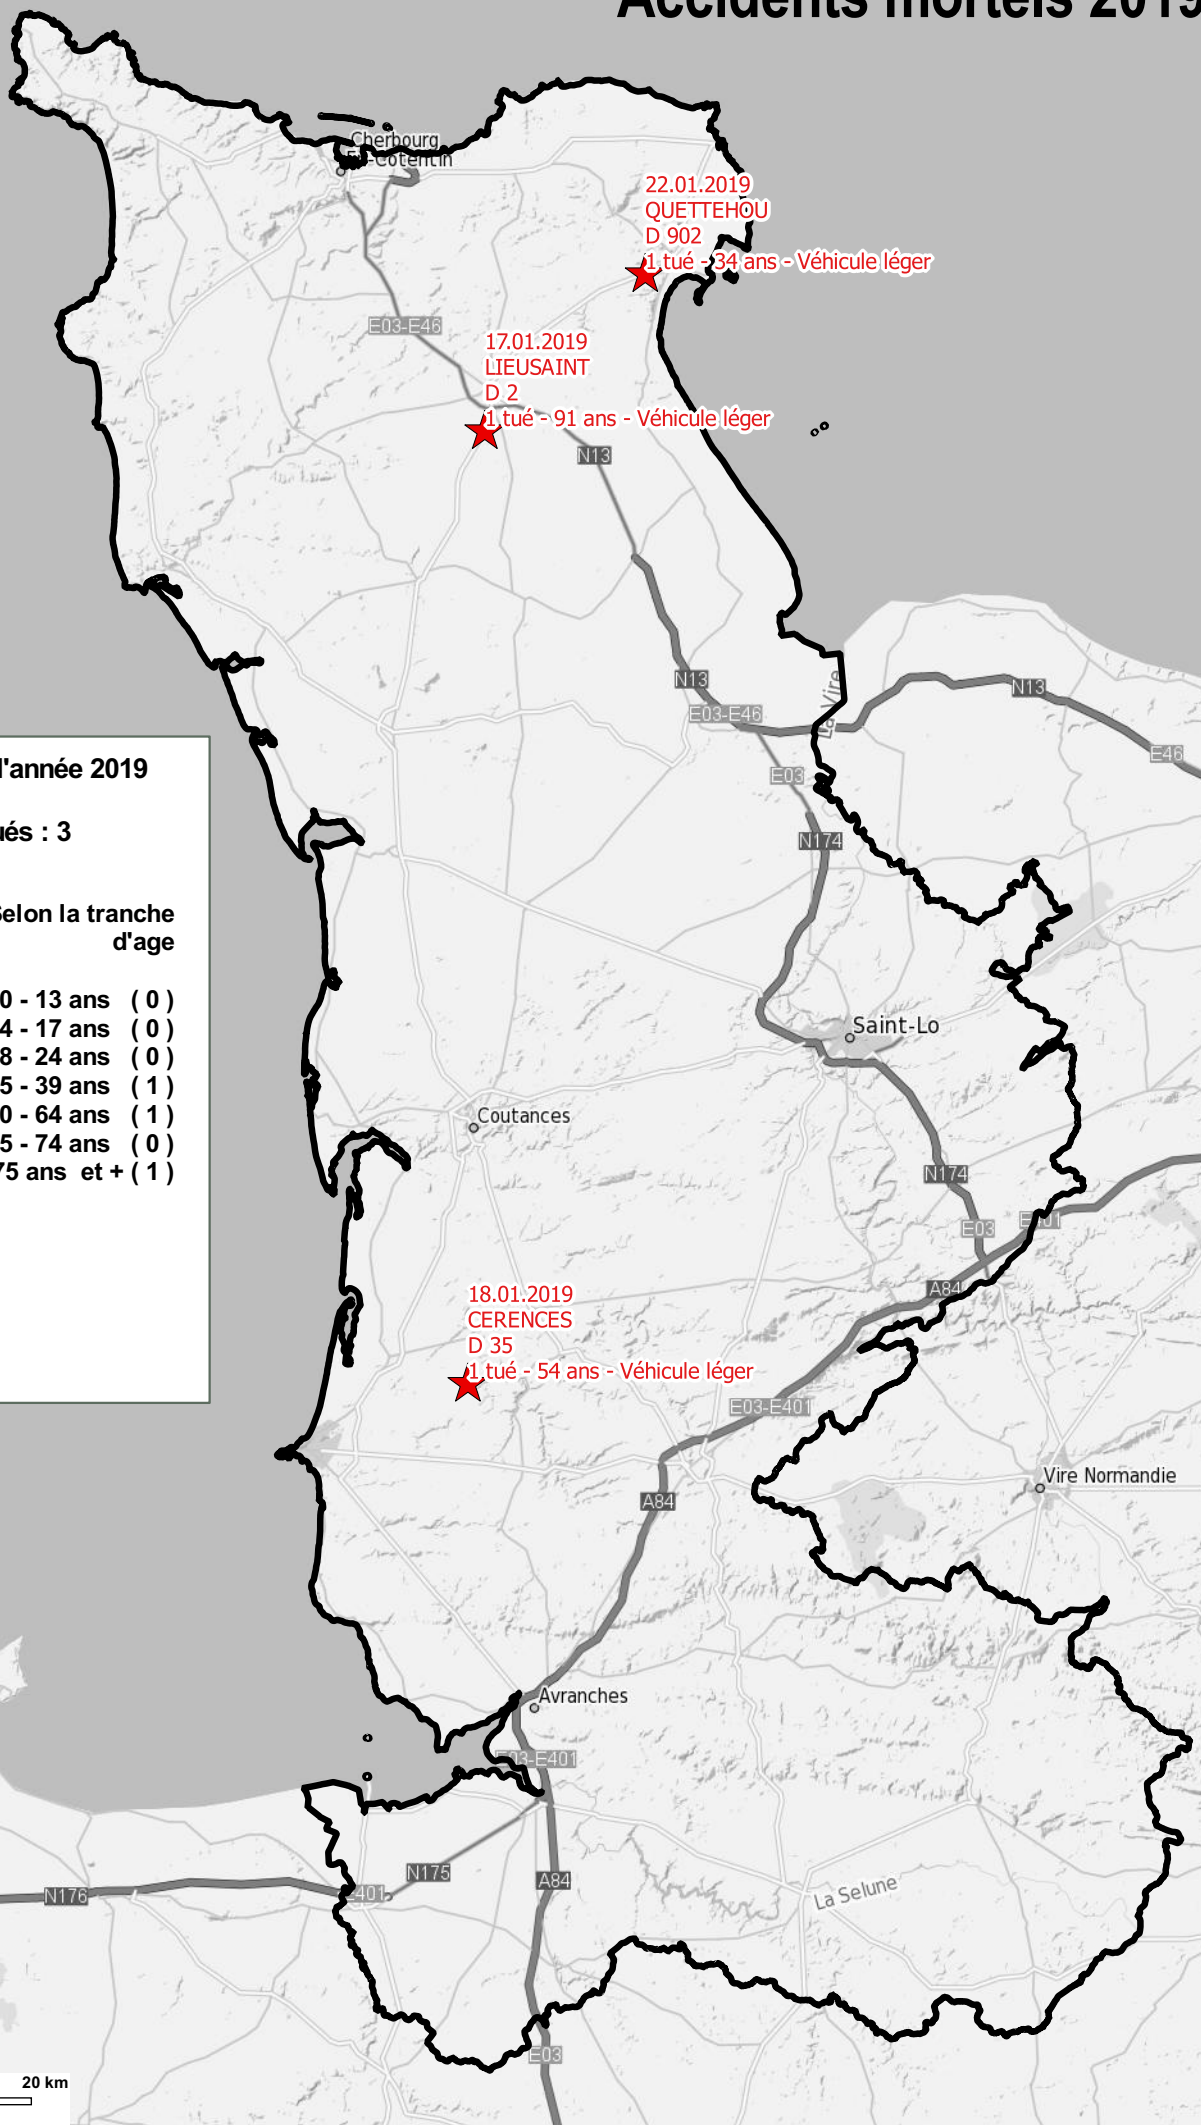 Accidents mortels 2019
Cherbourg
En-Cotentin
22.01.2019
QUETTEHOU
D 902
1 tué - 34 ans - Véhicule léger
E03-E46
17.01.2019
LIEUSAINT
D 2
1 tué - 91 ans - Véhicule léger
N13
N13
E03-E46
La Vire
N13
E46
E03
N174
l'année 2019
ués : 3
Selon la tranche
d'age
0 - 13 ans ( 0 )
4 - 17 ans ( 0 )
8 - 24 ans ( 0 )
5 - 39 ans ( 1 )
0 - 64 ans ( 1 )
5 - 74 ans ( 0 )
75 ans et + ( 1 )
Saint-Lo
Coutances
N174
E03
E401
A84
18.01.2019
CERENCES
D 35
1 tué - 54 ans - Véhicule léger
E03-E401
A84
Vire Normandie
Avranches
E03-E401
N175
A84
N176
E401
La Selune
E03
20 km